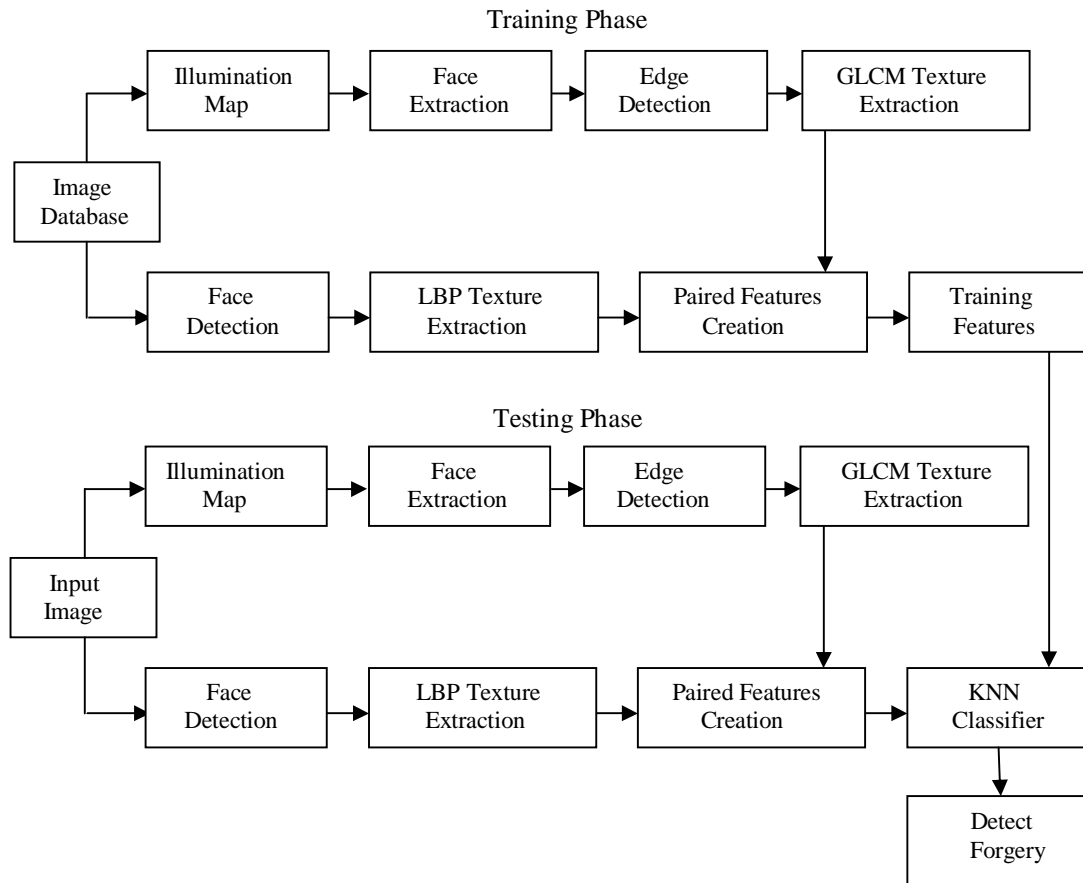 Training Phase
Illumination
Map
Face
Extraction
Edge
Detection
GLCM Texture
Extraction
Image
Database
Face
Detection
LBP Texture
Extraction
Paired Features
Creation
Training
Features
Testing Phase
Illumination
Map
Face
Extraction
Edge
Detection
GLCM Texture
Extraction
Input
Image
Face
Detection
LBP Texture
Extraction
Paired Features
Creation
KNN
Classifier
Detect
Forgery